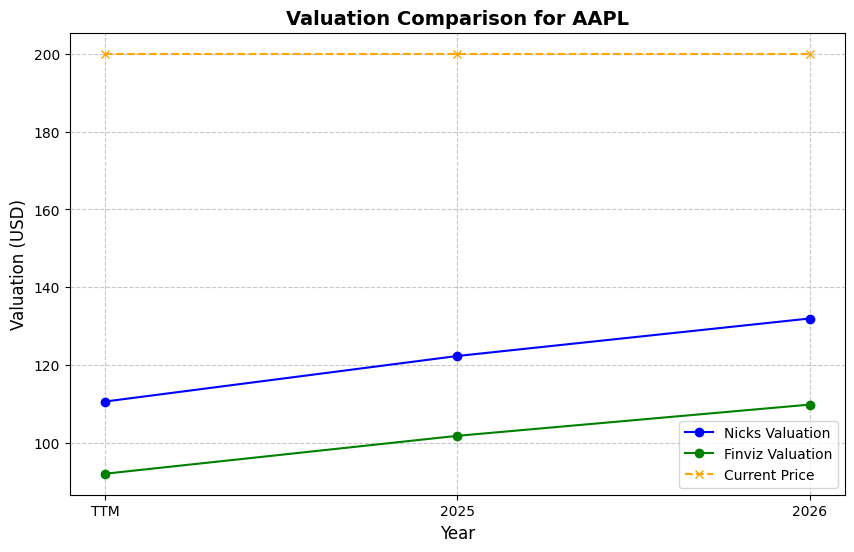 Valuation Comparison for AAPL
200
180
160
140
120
100
Valuation (USD)
Nicks Valuation
Finviz Valuation
Current Price
TTM 2025 2026
Year